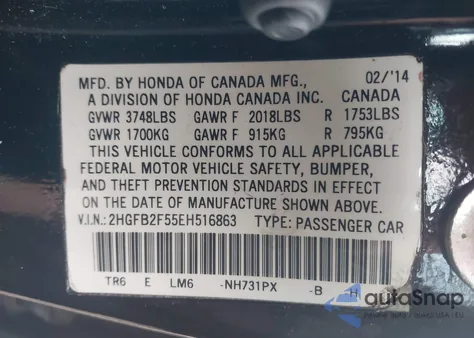 MFD. BY HONDA OF CANADA MFG., 02/'14
A DIVISION OF HONDA CANADA INC. CANADA
GVWR 3748LBS GAWR F 2018LBS R 1753LBS
GVWR 1700KG GAWR F 915KG R 795KG
THIS VEHICLE CONFORMS TO ALL APPLICABLE
FEDERAL MOTOR VEHICLE SAFETY, BUMPER,
AND THEFT PREVENTION STANDARDS IN EFFECT
ON THE DATE OF MANUFACTURE SHOWN ABOVE.
V.I.N.: 2HGFB2F55EH516863 TYPE: PASSENGER CAR
TR6 E LM6 -NH731PX -B -H
autaSnap